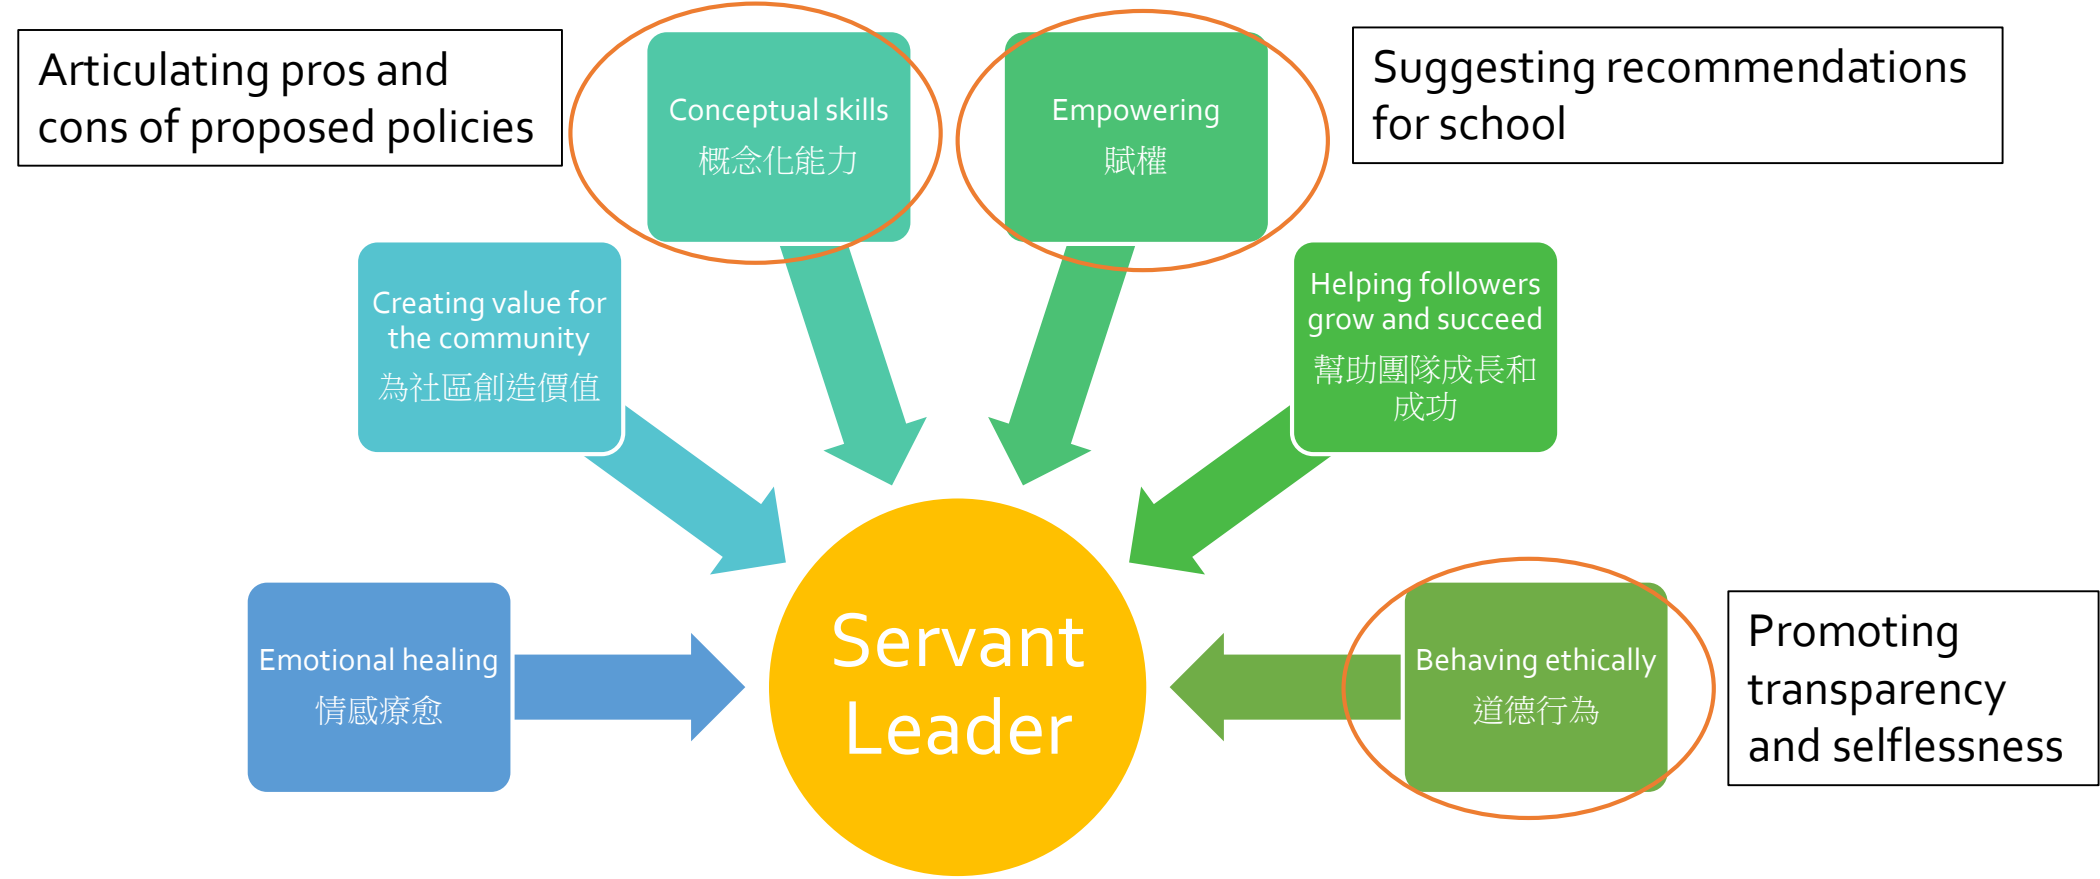 Articulating pros and
cons of proposed policies
Conceptual skills
概念化能力
Empowering
賦權
Suggesting recommendations
for school
Creating value for
the community
為社區創造價值
Helping followers
grow and succeed
幫助團隊成長和
成功
Emotional healing
情感療愈
Servant
Leader
Behaving ethically
道德行為
Promoting
transparency
and selflessness